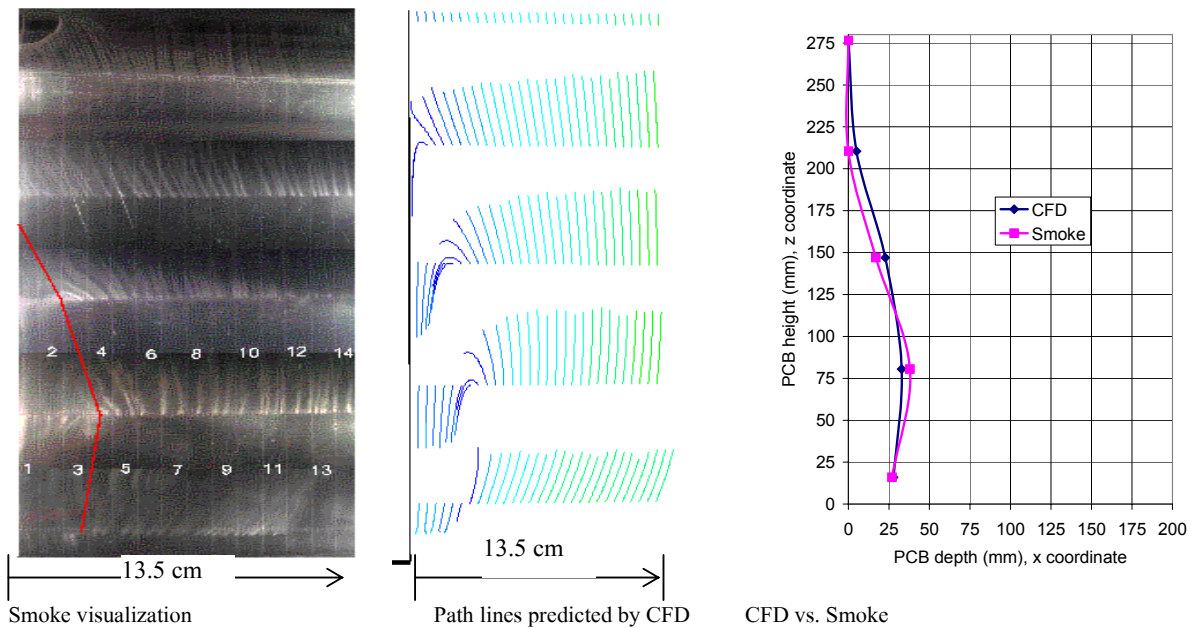 2 4 6 8 10 12 14
1 3 5 7 9 11 13
13.5 cm
Smoke visualization
13.5 cm
Path lines predicted by CFD
275
250
225
200
175
150
125
100
75
50
25
0
PCB height (mm), z coordinate
CFD
Smoke
0 25 50 75 100 125 150 175 200
PCB depth (mm), x coordinate
CFD vs. Smoke